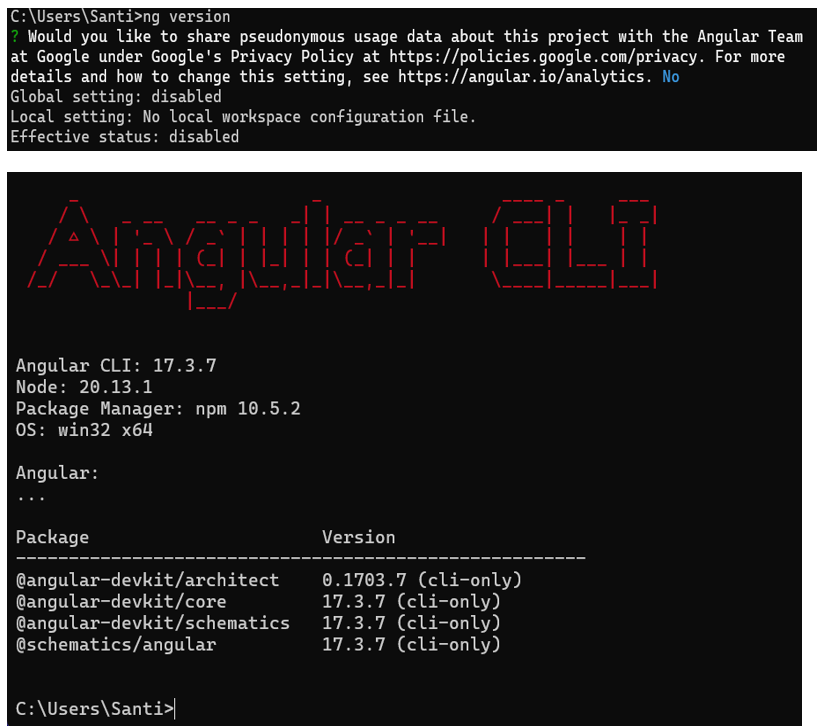 C:\Users\Santi>ng version
? Would you like to share pseudonymous usage data about this project with the Angular Team
at Google under Google's Privacy Policy at https://policies.google.com/privacy. For more
details and how to change this setting, see https://angular.io/analytics. No
Global setting: disabled
Local setting: No local workspace configuration file.
Effective status: disabled
Angular CLI
Angular CLI: 17.3.7
Node: 20.13.1
Package Manager: npm 10.5.2
OS: win32 x64
Angular:
...
Package Version
------------------------------------------------------
@angular-devkit/architect 0.1703.7 (cli-only)
@angular-devkit/core 17.3.7 (cli-only)
@angular-devkit/schematics 17.3.7 (cli-only)
@schematics/angular 17.3.7 (cli-only)
C:\Users\Santi>